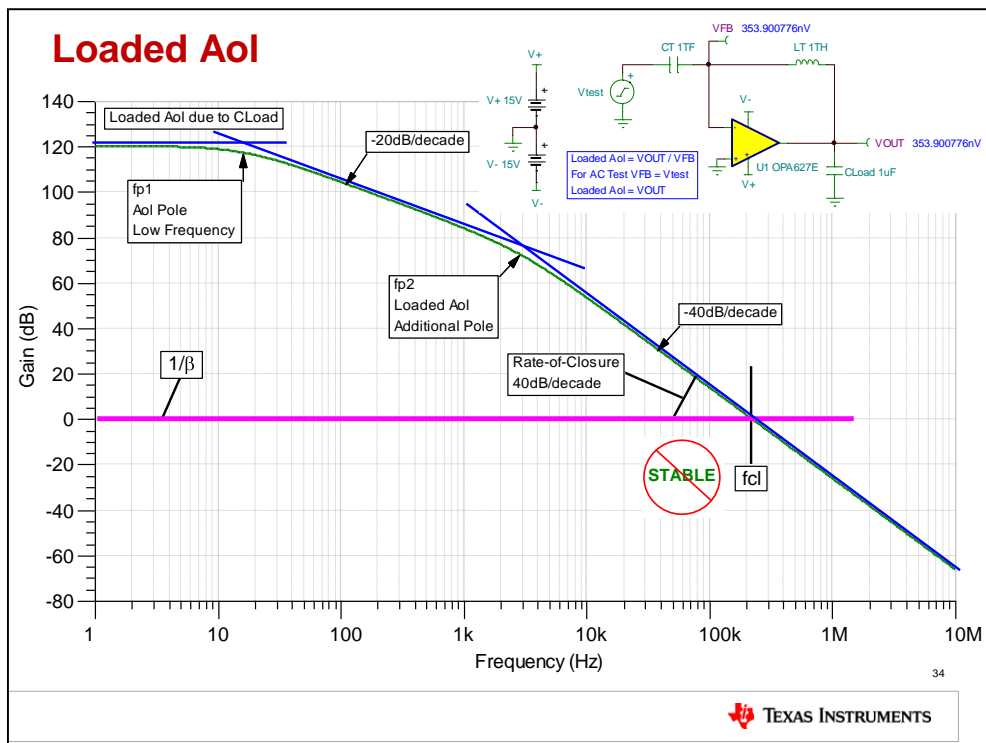 Loaded Aol
VFB 353.900776nV
CT 1TF
LT 1TH
V+
Vtest
+
V+ 15V
+
V- 15V
+
V-
V-
-
+
+
U1 OPA627E
V+
VOUT 353.900776nV
CLoad 1uF
Loaded Aol = VOUT / VFB
For AC Test VFB = Vtest
Loaded Aol = VOUT
Loaded Aol due to CLoad
-20dB/decade
fp1
Aol Pole
Low Frequency
fp2
Loaded Aol
Additional Pole
-40dB/decade
Rate-of-Closure
40dB/decade
1/β
STABLE
fcl
Gain (dB)
140
120
100
80
60
40
20
0
-20
-40
-60
-80
1
10
100
1k
10k
100k
1M
10M
Frequency (Hz)
34
TEXAS INSTRUMENTS